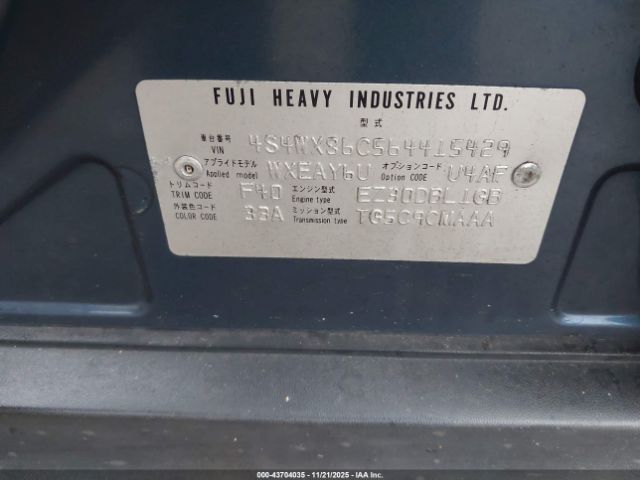 FUJI HEAVY INDUSTRIES LTD.
型式
車台番号 VIN 4S4WX86C564415429
アプライドモデル Applied model WXEAY6U オプションコード Option CODE U4AF
トリムコード TRIM CODE F40 エンジン型式 Engine type EZ30DBL1GB
外装色コード COLOR CODE 33A ミッション型式 Transmission type TG5C9CMAAA
000-43704035 - 11/21/2025 - IAA, Inc.